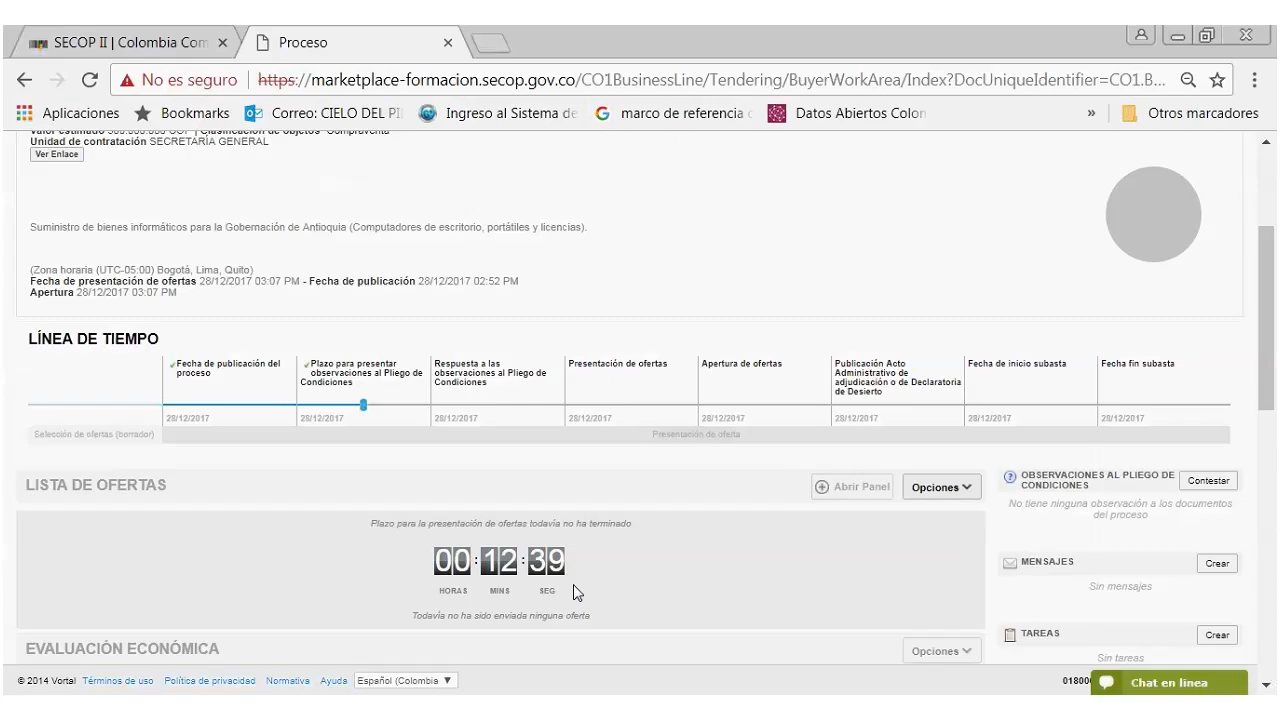 SECOP II | Colombia Com
Proceso
No es seguro
https://marketplace-formacion.secop.gov.co/CO1BusinessLine/Tendering/BuyerWorkArea/Index?DocUniqueIdentifier=CO1.B...
Aplicaciones
Bookmarks
Correo: CIELO DEL PI
Ingreso al Sistema de
marco de referencia
Datos Abiertos Colon
»
Otros marcadores
Unidad de contratación SECRETARÍA GENERAL
Ver Enlace
Suministro de bienes informáticos para la Gobernación de Antioquia (Computadores de escritorio, portátiles y licencias).
(Zona horaria (UTC-05:00) Bogotá, Lima, Quito)
Fecha de presentación de ofertas 28/12/2017 03:07 PM - Fecha de publicación 28/12/2017 02:52 PM
Apertura 28/12/2017 03:07 PM
LÍNEA DE TIEMPO
Fecha de publicación del
proceso
28/12/2017
Plazo para presentar
observaciones al Pliego de
Condiciones
28/12/2017
Respuesta a las
observaciones al Pliego de
Condiciones
28/12/2017
Presentación de ofertas
28/12/2017
Apertura de ofertas
28/12/2017
Publicación Acto
Administrativo de
adjudicación o de Declaratoria
de Desierto
28/12/2017
Fecha de inicio subasta
28/12/2017
Fecha fin subasta
28/12/2017
Selección de ofertas (borrador)
Presentación de oferta
LISTA DE OFERTAS
Abrir Panel
Opciones
Plazo para la presentación de ofertas todavía no ha terminado
00:12:39
HORAS MINS SEG
Todavía no ha sido enviada ninguna oferta
EVALUACIÓN ECONÓMICA
Opciones
OBSERVACIONES AL PLIEGO DE
CONDICIONES
Contestar
No tiene ninguna observación a los documentos
del proceso
MENSAJES
Crear
Sin mensajes
TAREAS
Crear
Sin tareas
© 2014 Vortal Términos de uso Política de privacidad Normativa Ayuda Español (Colombia
01800
Chat en línea